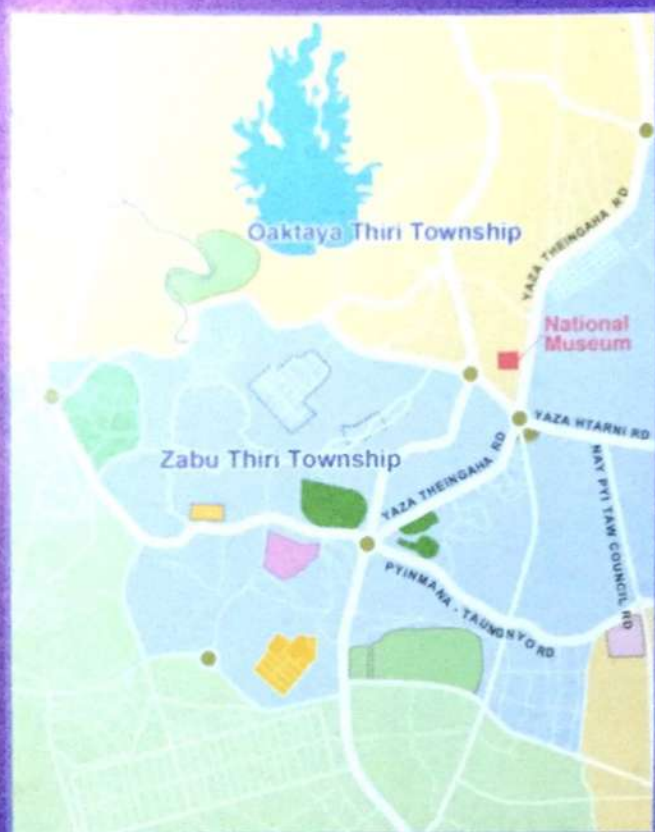 Oaktaya Thiri Township
YAZA THEINGAHA RD
National
Museum
YAZA HTARNI RD
Zabu Thiri Township
YAZA THEINGAHA RD
NAY PYI TAW COUNCIL RD
PYINMANA - TAUNGNYO RD